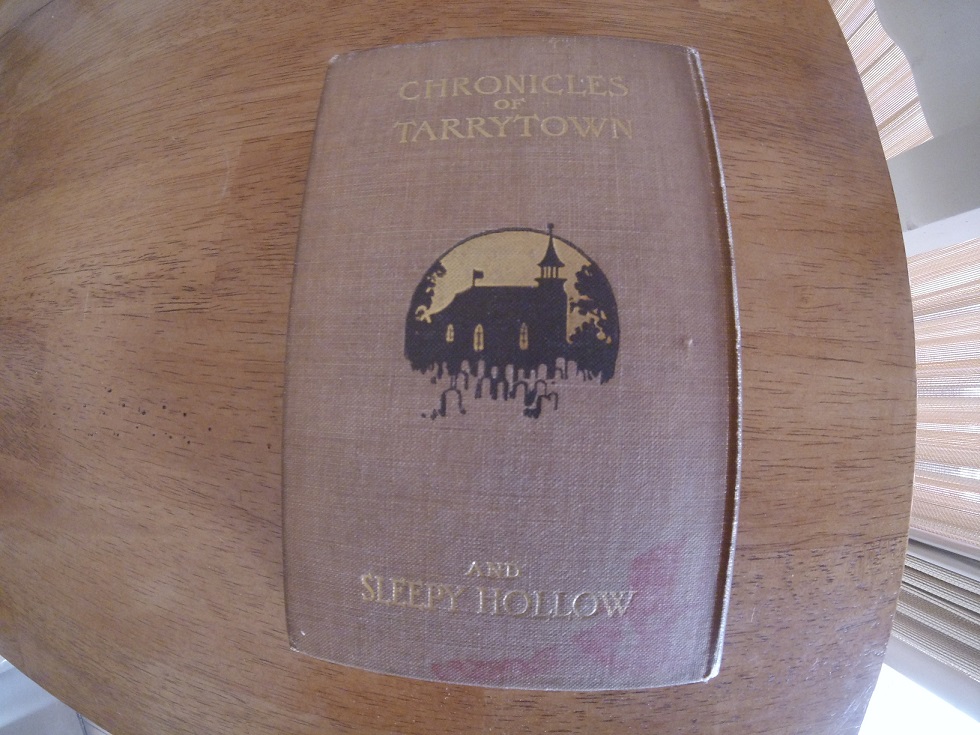 CHRONICLES
OF
TARRYTOWN
AND
SLEEPY HOLLOW